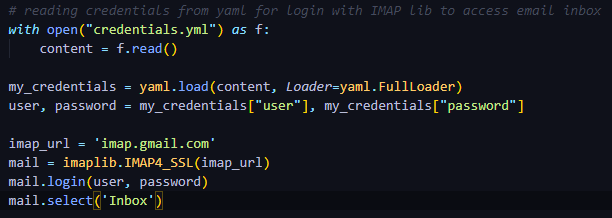 # reading credentials from yaml for login with IMAP lib to access email inbox
with open("credentials.yml") as f:
    content = f.read()
my_credentials = yaml.load(content, Loader=yaml.FullLoader)
user, password = my_credentials["user"], my_credentials["password"]
imap_url = 'imap.gmail.com'
mail = imaplib.IMAP4_SSL(imap_url)
mail.login(user, password)
mail.select('Inbox')